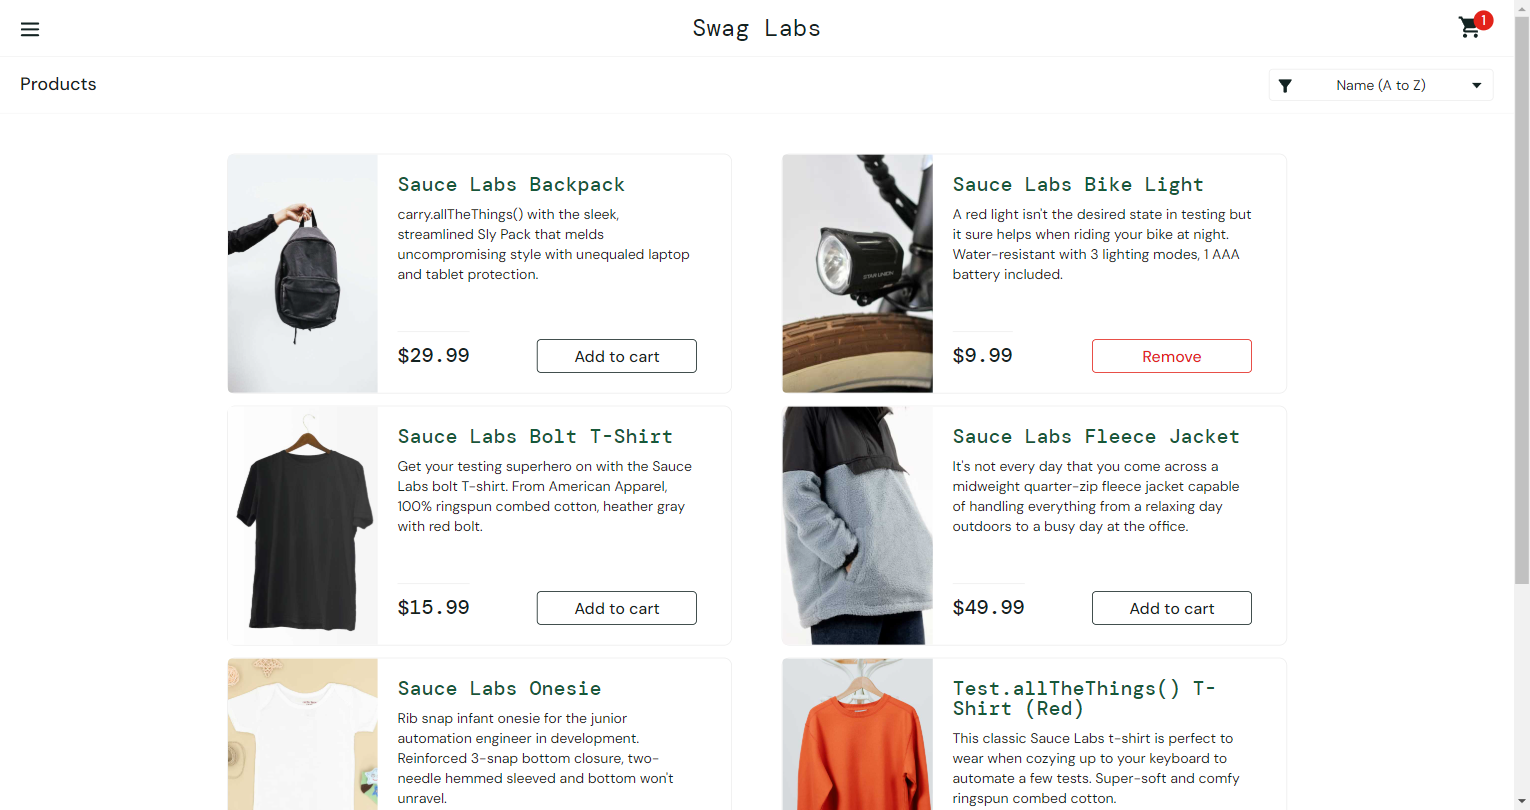 Swag Labs
1
Products
Name (A to Z)
Sauce Labs Backpack
carry.allTheThings() with the sleek,
streamlined Sly Pack that melds
uncompromising style with unequaled laptop
and tablet protection.
$29.99
Add to cart
Sauce Labs Bike Light
A red light isn't the desired state in testing but
it sure helps when riding your bike at night.
Water-resistant with 3 lighting modes, 1 AAA
battery included.
$9.99
Remove
Sauce Labs Bolt T-Shirt
Get your testing superhero on with the Sauce
Labs bolt T-shirt. From American Apparel,
100% ringspun combed cotton, heather gray
with red bolt.
$15.99
Add to cart
Sauce Labs Fleece Jacket
It's not every day that you come across a
midweight quarter-zip fleece jacket capable
of handling everything from a relaxing day
outdoors to a busy day at the office.
$49.99
Add to cart
Sauce Labs Onesie
Rib snap infant onesie for the junior
automation engineer in development.
Reinforced 3-snap bottom closure, two-
needle hemmed sleeved and bottom won't
unravel.
Test.allTheThings() T-
Shirt (Red)
This classic Sauce Labs t-shirt is perfect to
wear when cozying up to your keyboard to
automate a few tests. Super-soft and comfy
ringspun combed cotton.